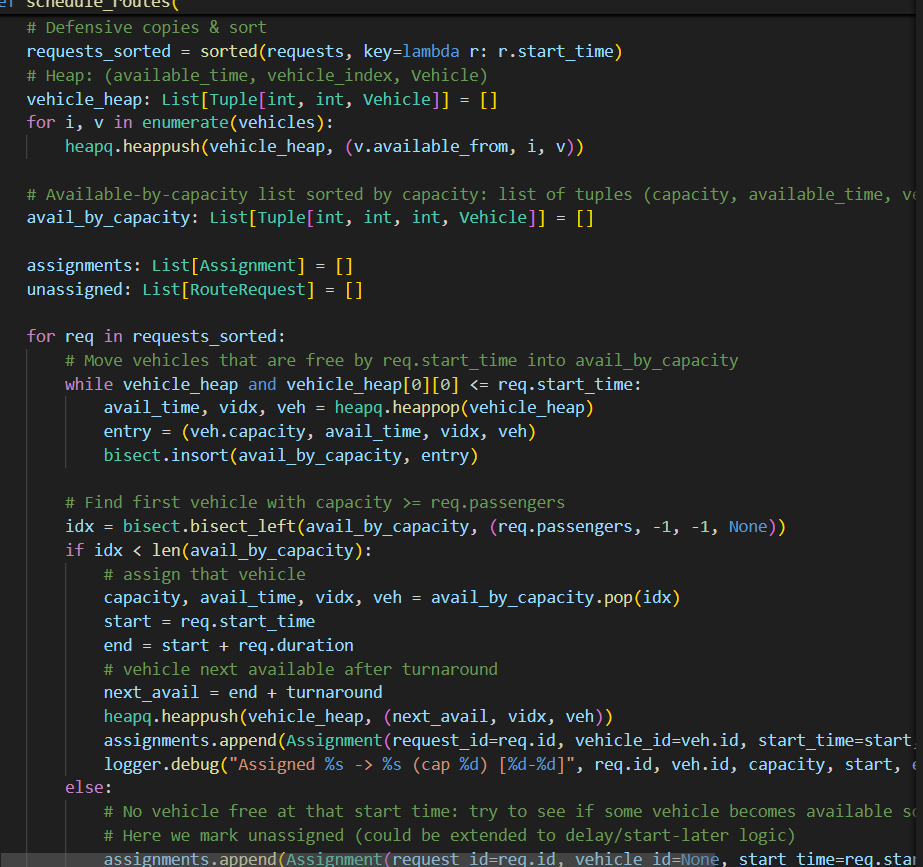 ef schedule_routes(
# Defensive copies & sort
requests_sorted = sorted(requests, key=lambda r: r.start_time)
# Heap: (available_time, vehicle_index, Vehicle)
vehicle_heap: List[Tuple[int, int, Vehicle]] = []
for i, v in enumerate(vehicles):
heapq.heappush(vehicle_heap, (v.available_from, i, v))
# Available-by-capacity list sorted by capacity: list of tuples (capacity, available_time, ve
avail_by_capacity: List[Tuple[int, int, int, Vehicle]] = []
assignments: List[Assignment] = []
unassigned: List[RouteRequest] = []
for req in requests_sorted:
# Move vehicles that are free by req.start_time into avail_by_capacity
while vehicle_heap and vehicle_heap[0][0] <= req.start_time:
avail_time, vidx, veh = heapq.heappop(vehicle_heap)
entry = (veh.capacity, avail_time, vidx, veh)
bisect.insort(avail_by_capacity, entry)
# Find first vehicle with capacity >= req.passengers
idx = bisect.bisect_left(avail_by_capacity, (req.passengers, -1, -1, None))
if idx < len(avail_by_capacity):
# assign that vehicle
capacity, avail_time, vidx, veh = avail_by_capacity.pop(idx)
start = req.start_time
end = start + req.duration
# vehicle next available after turnaround
next_avail = end + turnaround
heapq.heappush(vehicle_heap, (next_avail, vidx, veh))
assignments.append(Assignment(request_id=req.id, vehicle_id=veh.id, start_time=start,
logger.debug("Assigned %s -> %s (cap %d) [%d-%d]", req.id, veh.id, capacity, start, e
else:
# No vehicle free at that start time: try to see if some vehicle becomes available so
# Here we mark unassigned (could be extended to delay/start-later logic)
assignments.append(Assignment(request_id=req.id, vehicle_id=None, start_time=req.star